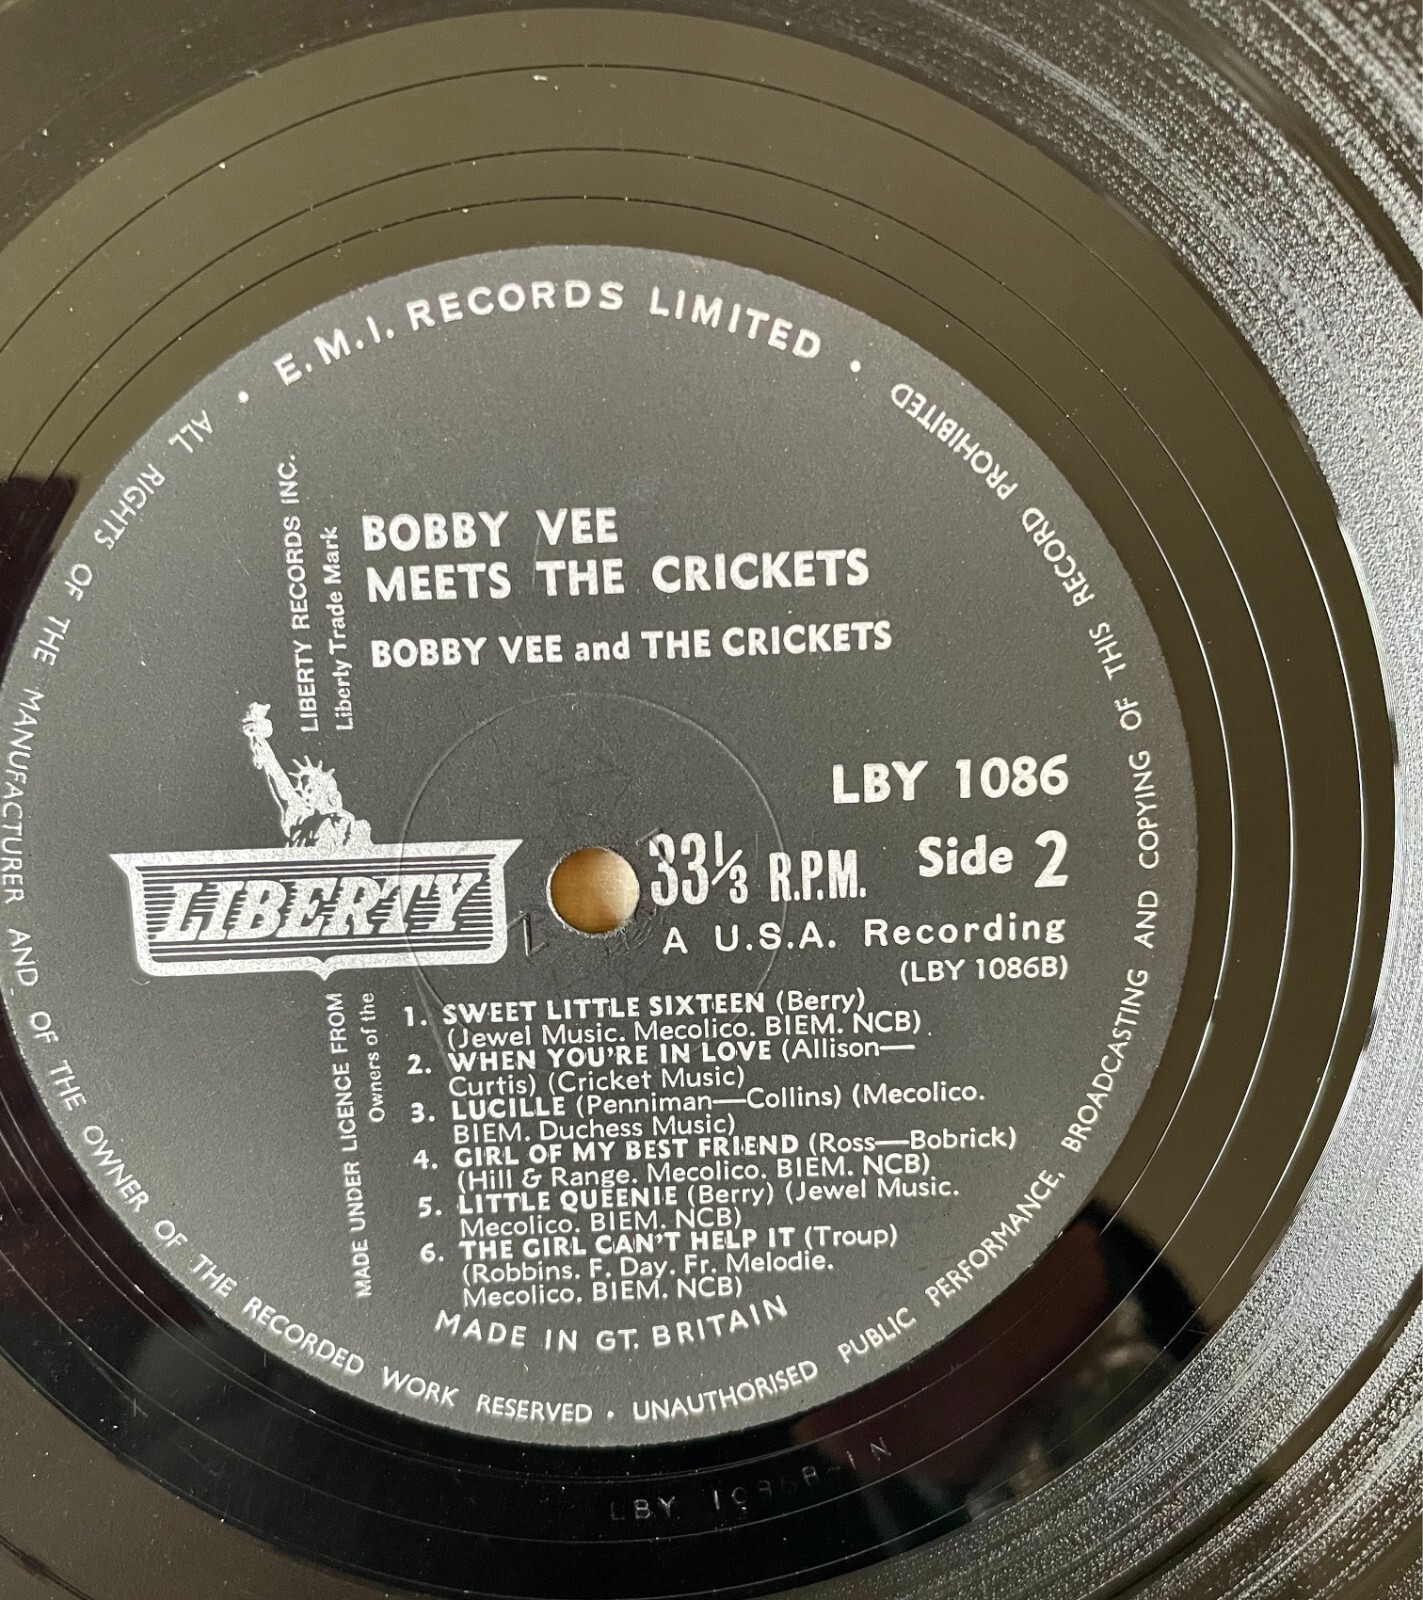 E.M.I. RECORDS LIMITED •
ALL RIGHTS OF THE MANUFACTURER AND OF THE OWNER OF THE RECORDED WORK RESERVED • UNAUTHORISED PUBLIC PERFORMANCE, BROADCASTING AND COPYING OF THIS RECORD PROHIBITED •
LIBERTY RECORDS INC.
Liberty Trade Mark
BOBBY VEE
MEETS THE CRICKETS
BOBBY VEE and THE CRICKETS
LBY 1086
LIBERTY
33⅓ R.P.M.
Side 2
A U.S.A. Recording
(LBY 1086B)
MADE UNDER LICENCE FROM
Owners of the
1. SWEET LITTLE SIXTEEN (Berry)
(Jewel Music. Mecolico. BIEM. NCB)
2. WHEN YOU'RE IN LOVE (Allison—
Curtis) (Cricket Music)
3. LUCILLE (Penniman—Collins) (Mecolico.
BIEM. Duchess Music)
4. GIRL OF MY BEST FRIEND (Ross—Bobrick)
(Hill & Range. Mecolico. BIEM. NCB)
5. LITTLE QUEENIE (Berry) (Jewel Music.
Mecolico. BIEM. NCB)
6. THE GIRL CAN'T HELP IT (Troup)
(Robbins. F. Day. Fr. Melodie.
Mecolico. BIEM. NCB)
MADE IN GT. BRITAIN
LBY